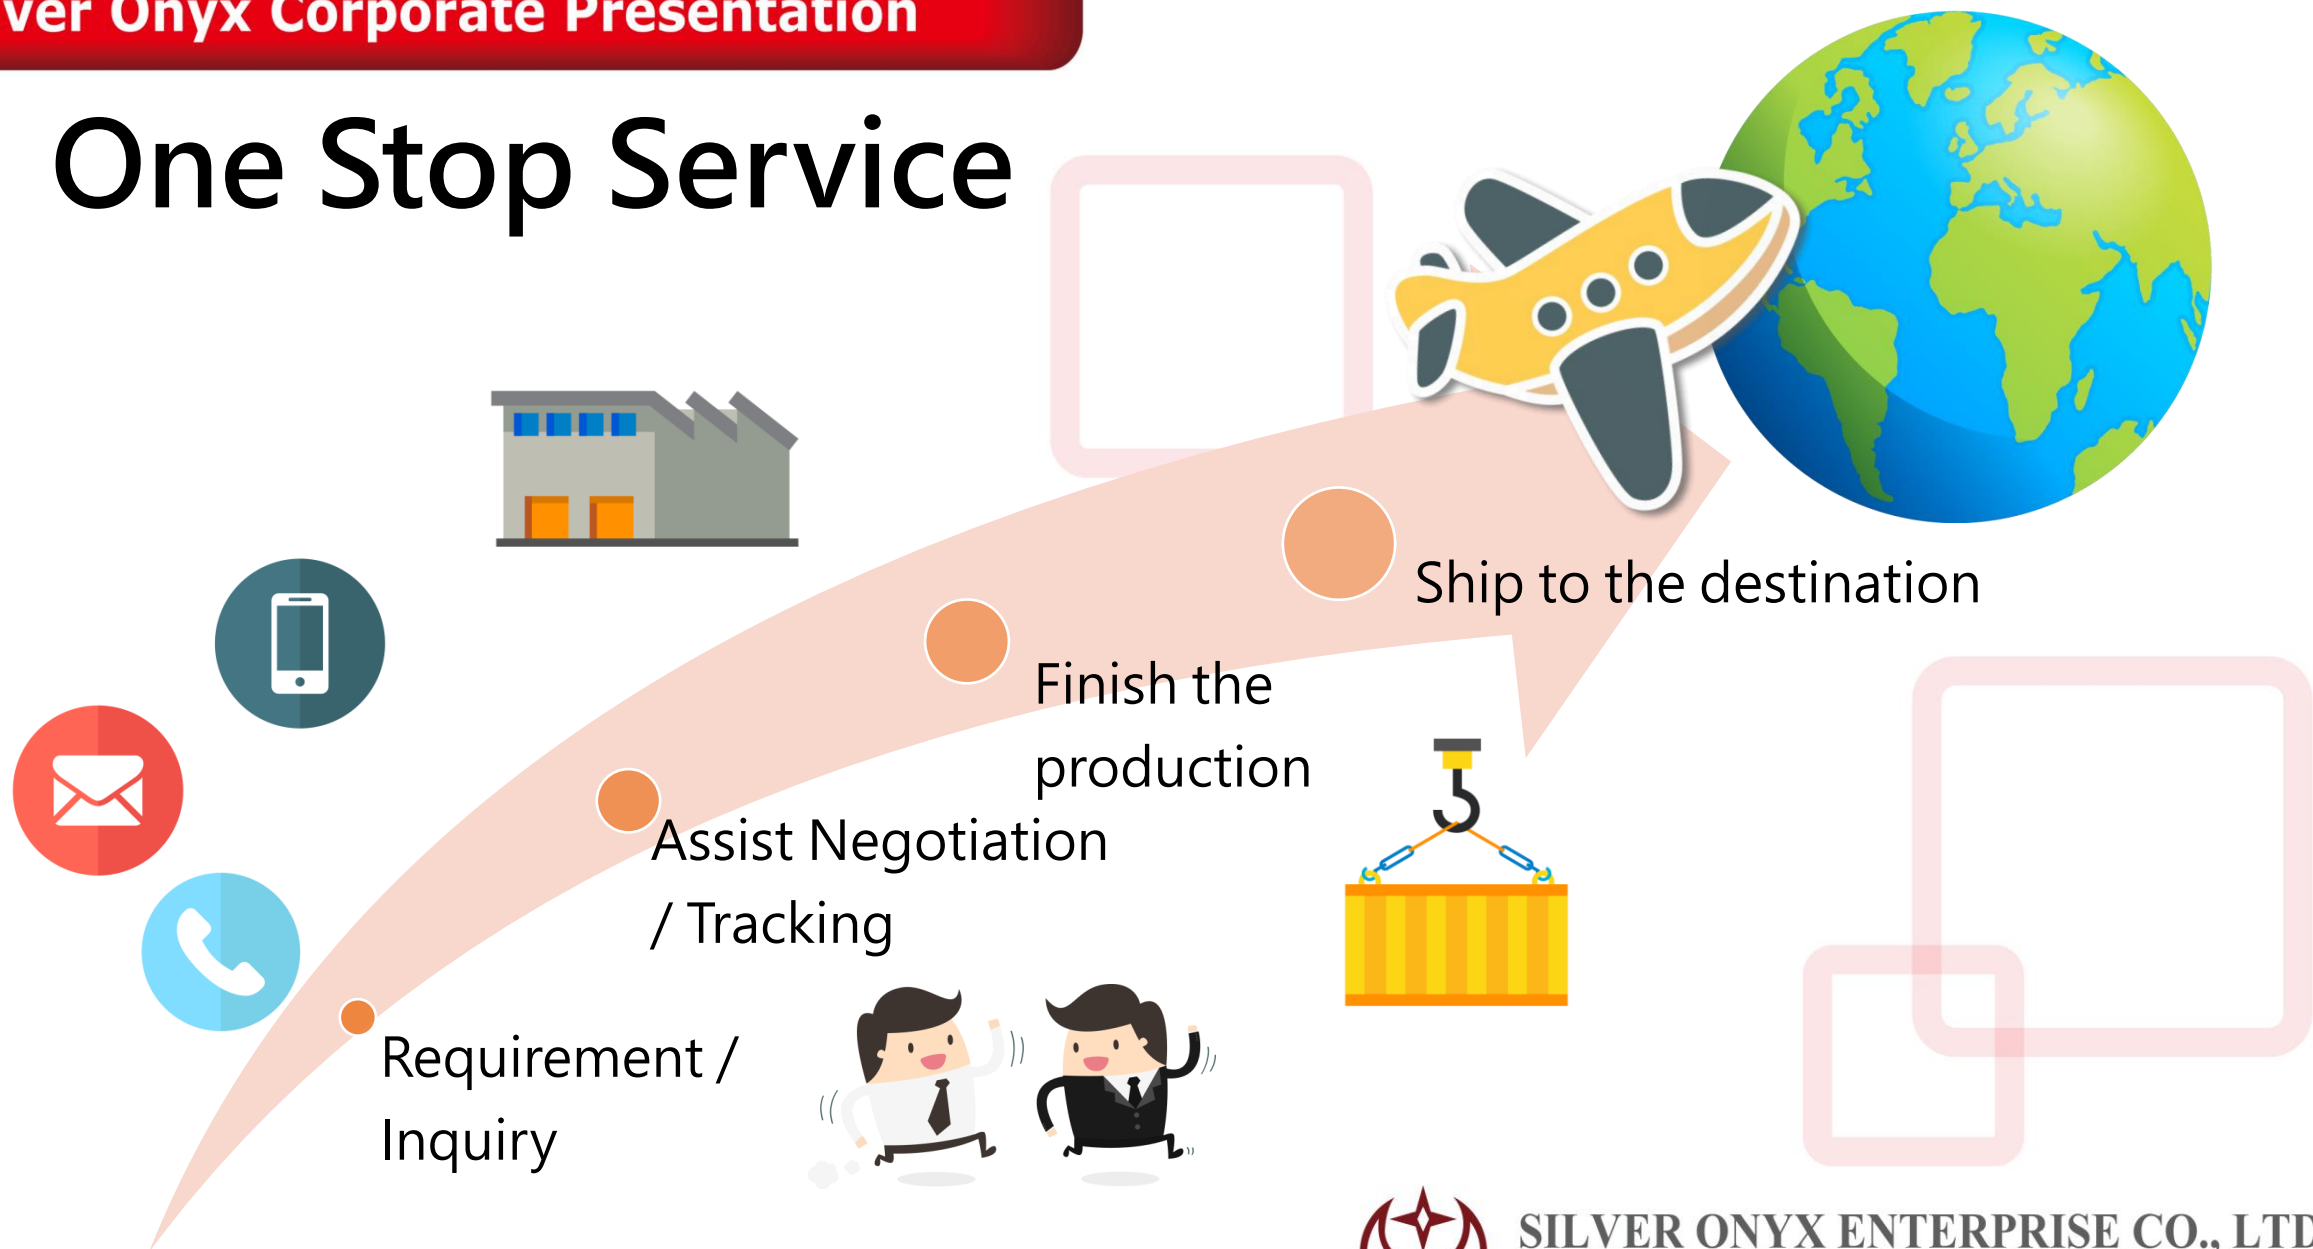 ver Onyx Corporate Presentation
One Stop Service
Ship to the destination
Finish the
production
Assist Negotiation
/ Tracking
Requirement /
Inquiry
SILVER ONYX ENTERPRISE CO., LTD